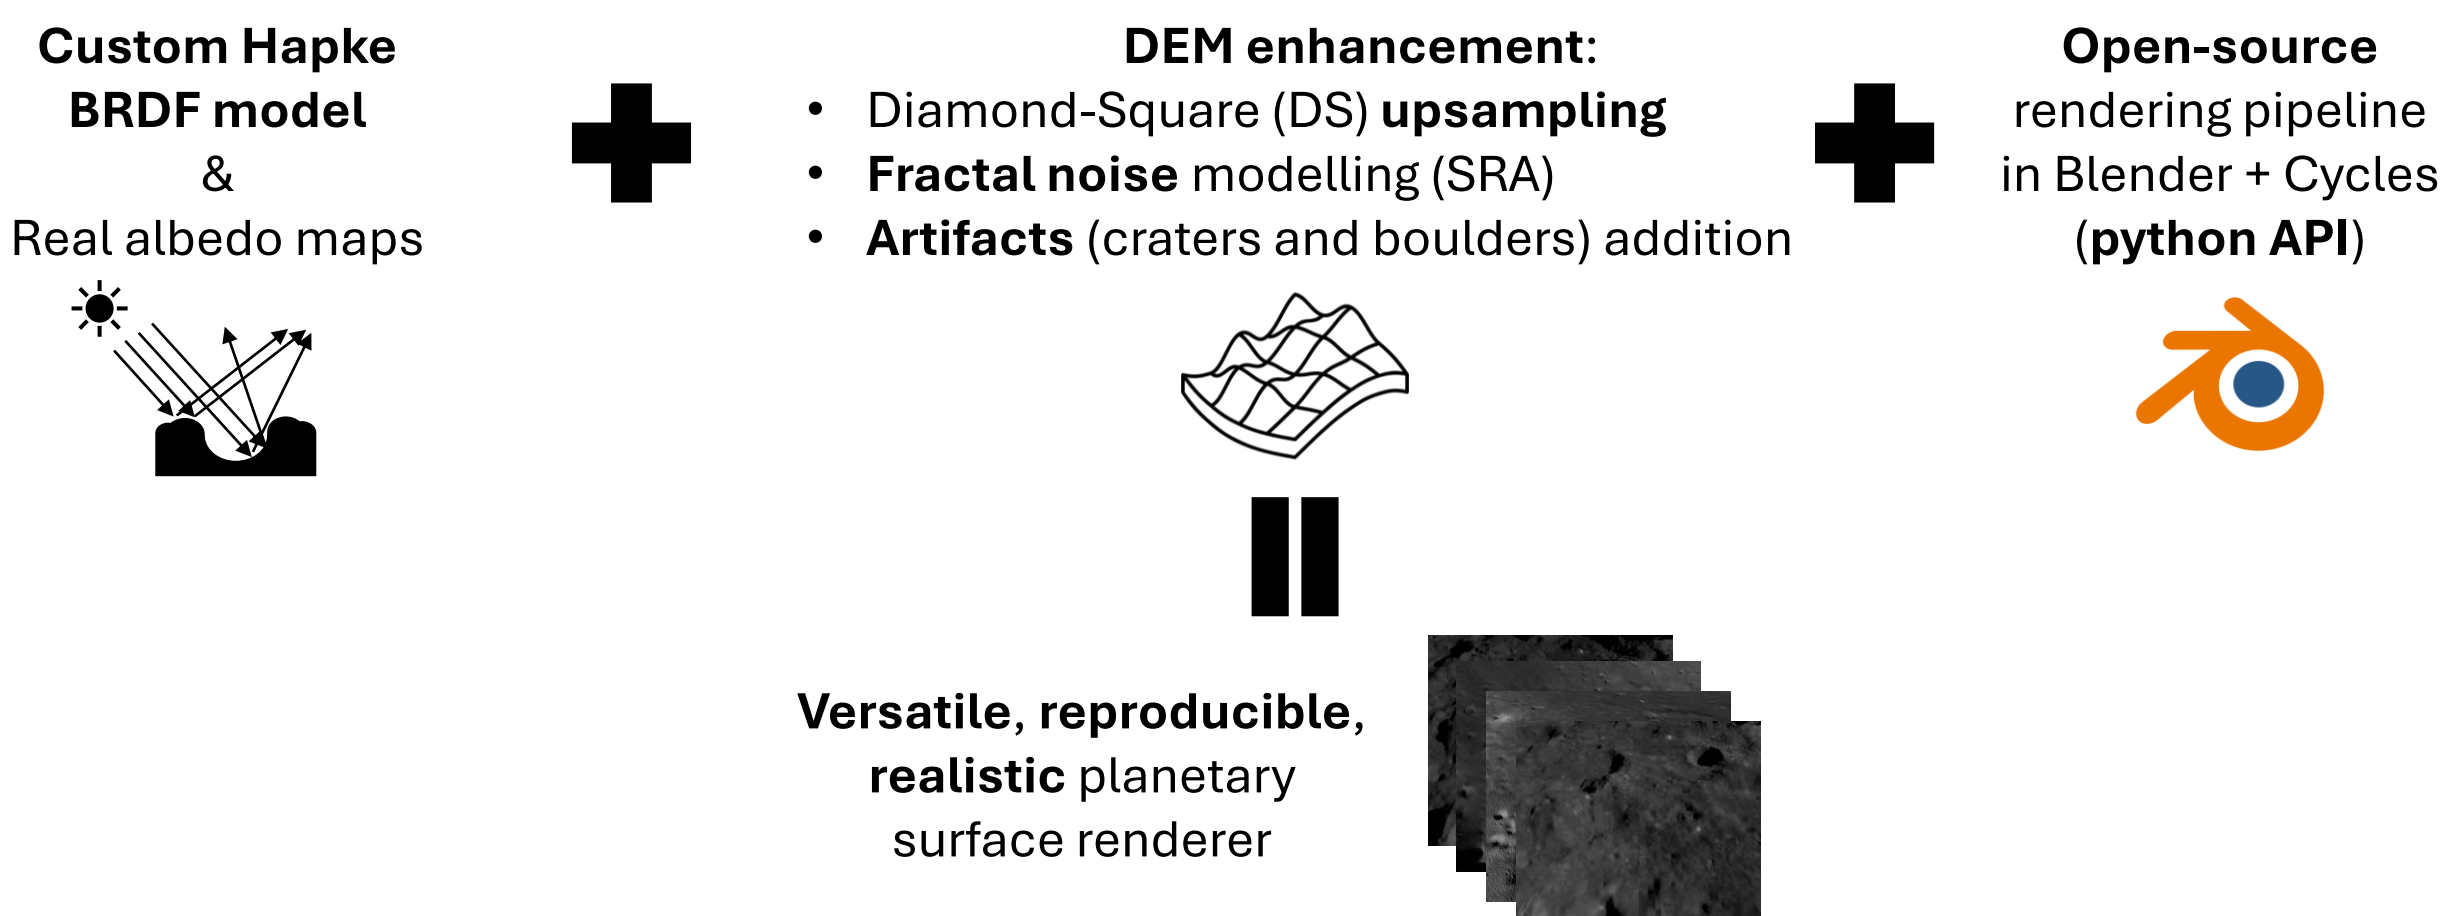 Custom Hapke
BRDF model
&
Real albedo maps
DEM enhancement:
• Diamond-Square (DS) upsampling
• Fractal noise modelling (SRA)
• Artifacts (craters and boulders) addition
Open-source
rendering pipeline
in Blender + Cycles
(python API)
Versatile, reproducible,
realistic planetary
surface renderer